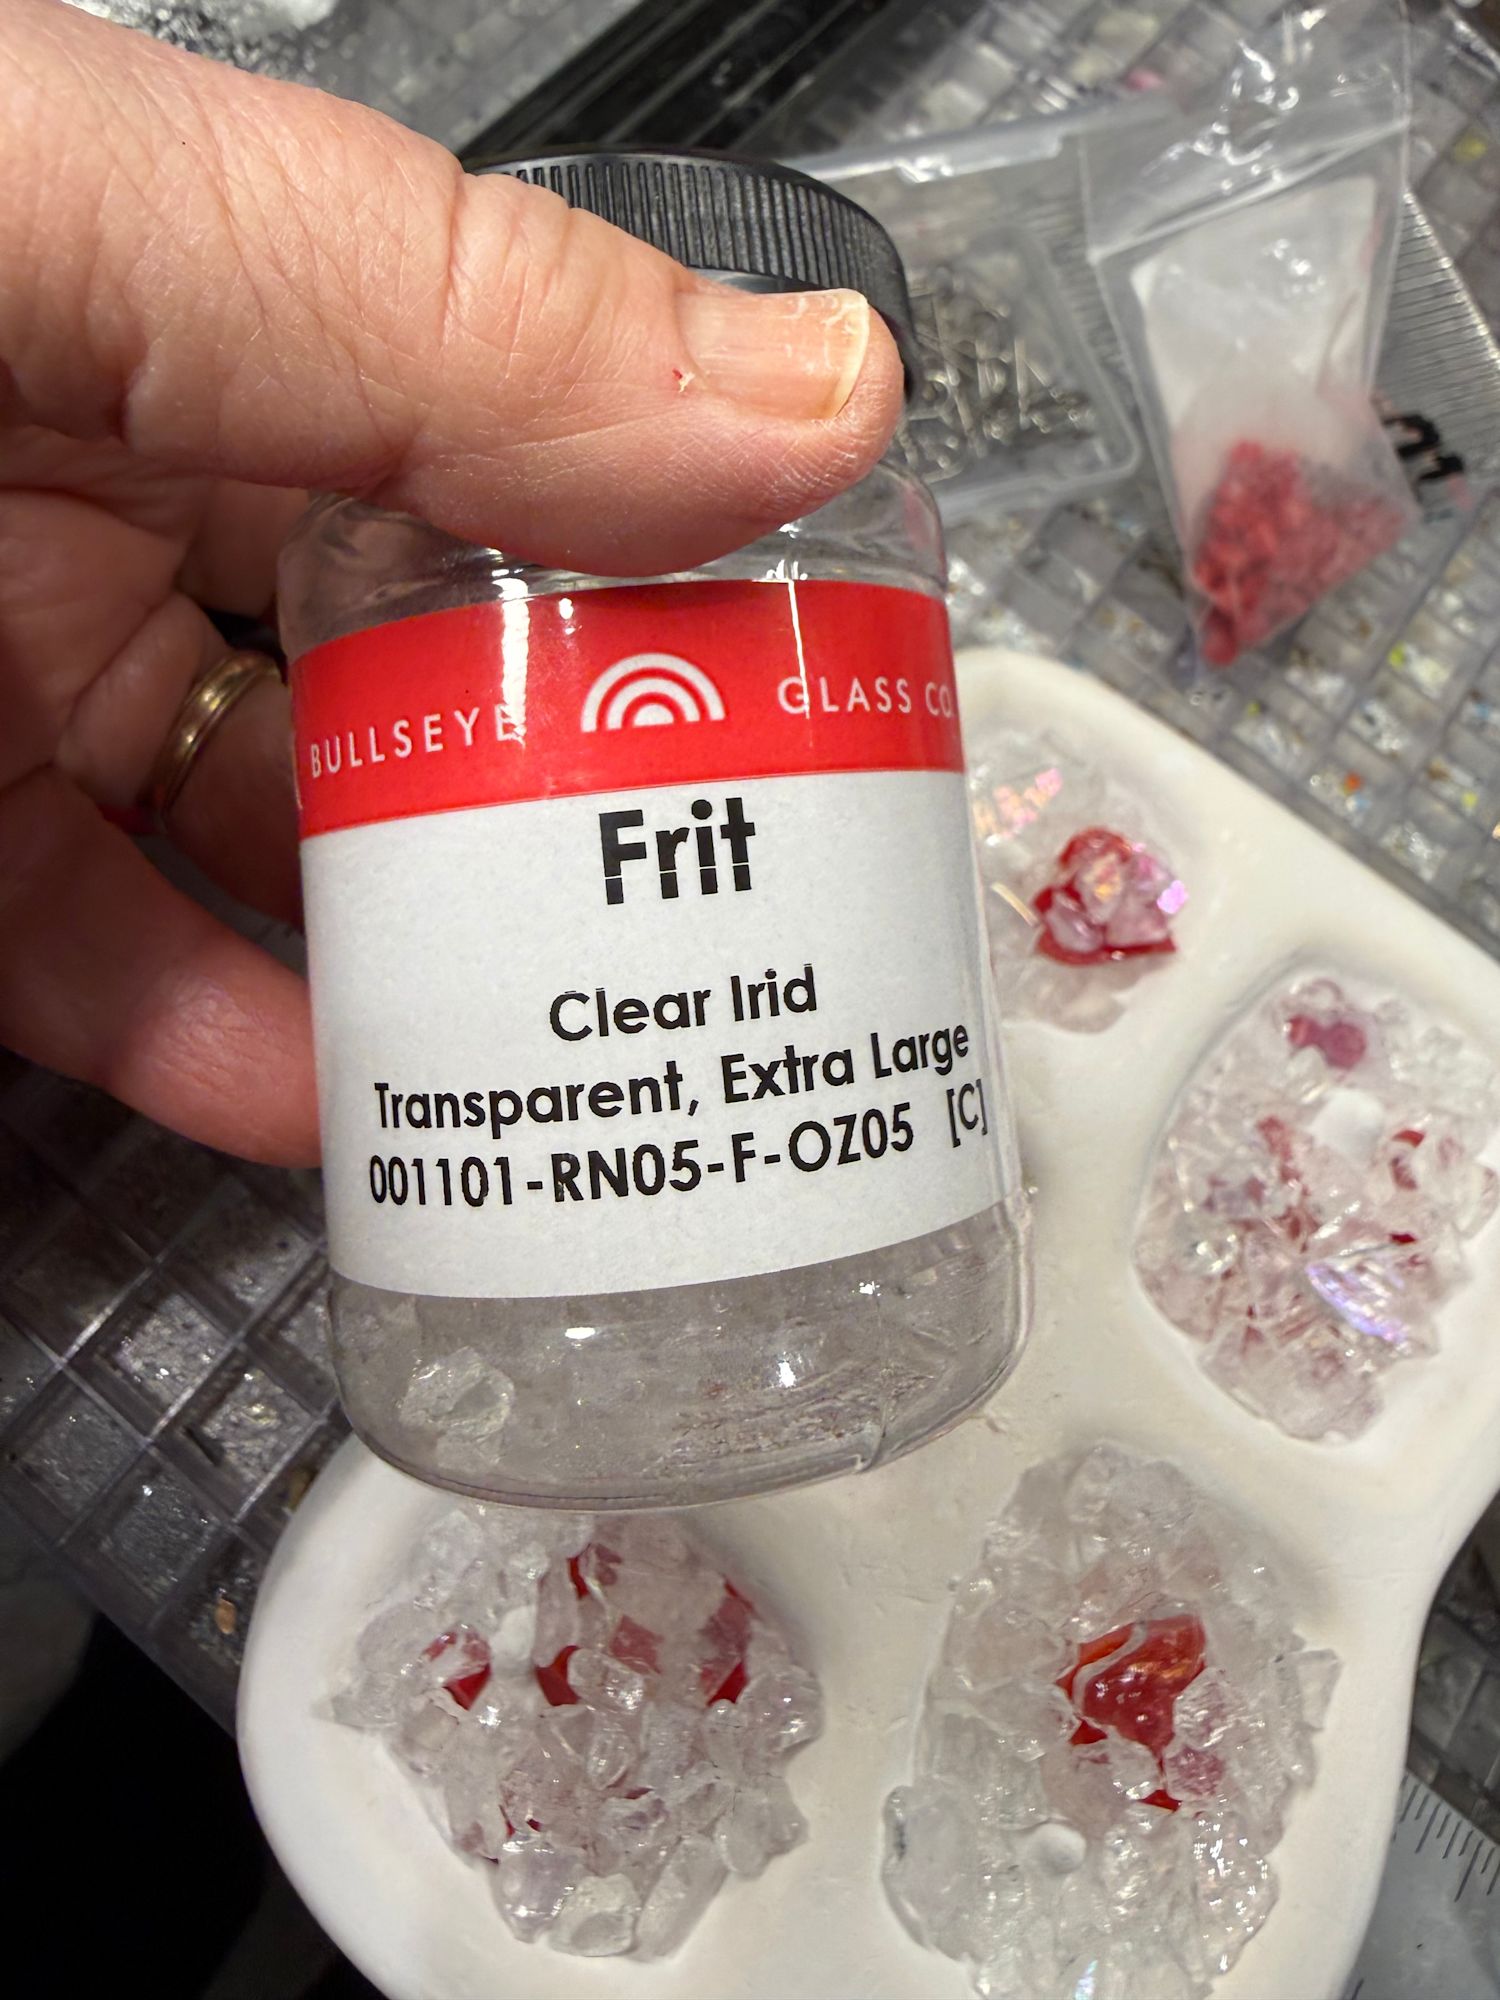 BULLSEYE GLASS CO
Frit
Clear Irid
Transparent, Extra Large
001101-RN05-F-OZ05 [C]